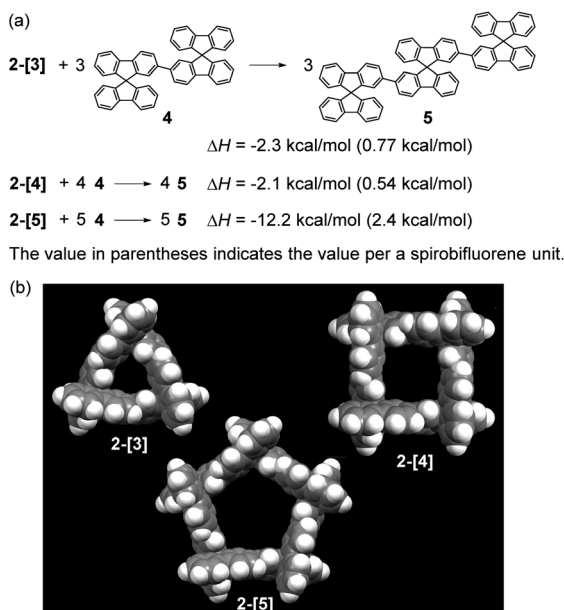 (a)
2-[3] + 3 4 → 3 5
ΔH = -2.3 kcal/mol (0.77 kcal/mol)
2-[4] + 4 4 → 4 5 ΔH = -2.1 kcal/mol (0.54 kcal/mol)
2-[5] + 5 4 → 5 5 ΔH = -12.2 kcal/mol (2.4 kcal/mol)
The value in parentheses indicates the value per a spirobifluorene unit.
(b)
2-[3]
2-[4]
2-[5]